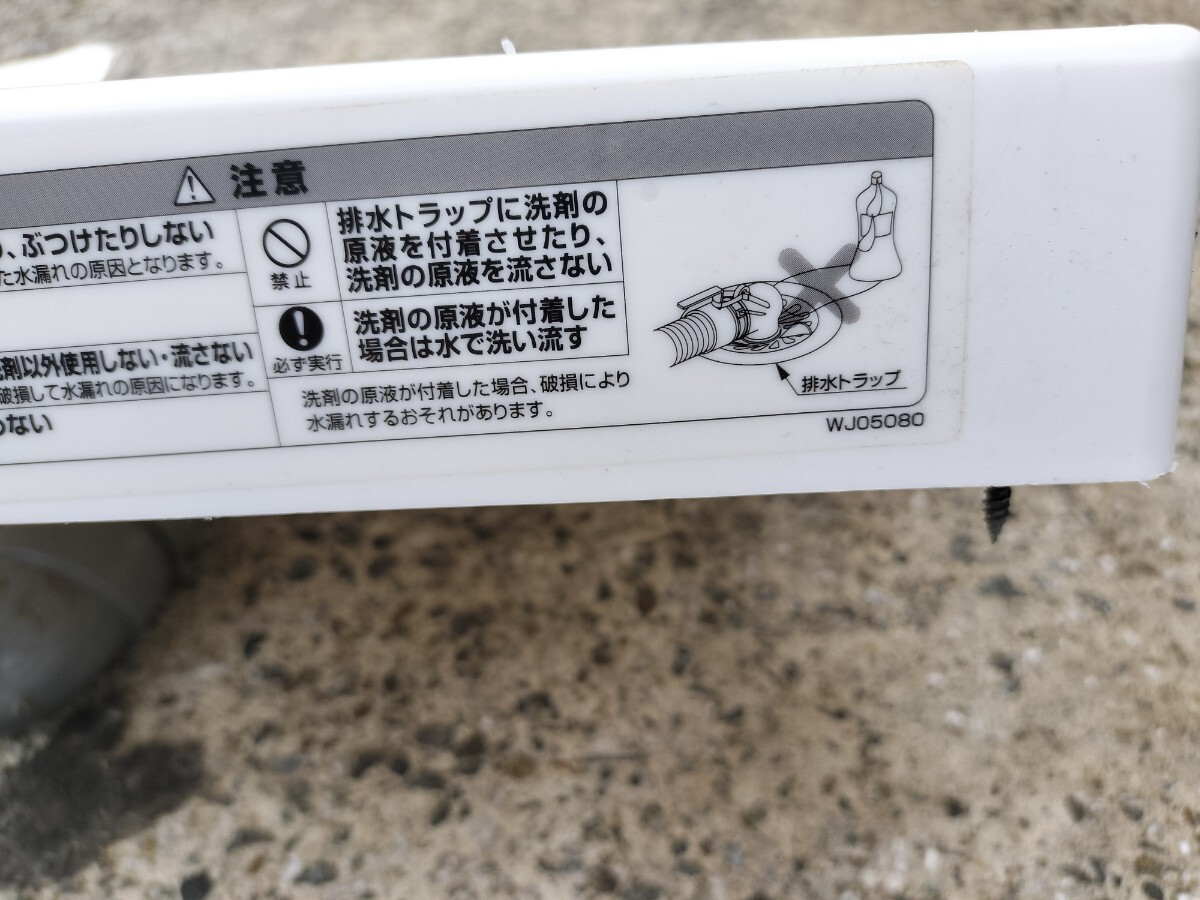 注意
、ぶつけたりしない
た水漏れの原因となります。
剤以外使用しない・流さない
破損して水漏れの原因になります。
ない
禁止
排水トラップに洗剤の
原液を付着させたり、
洗剤の原液を流さない
必ず実行
洗剤の原液が付着した
場合は水で洗い流す
洗剤の原液が付着した場合、破損により
水漏れするおそれがあります。
排水トラップ
WJ05080